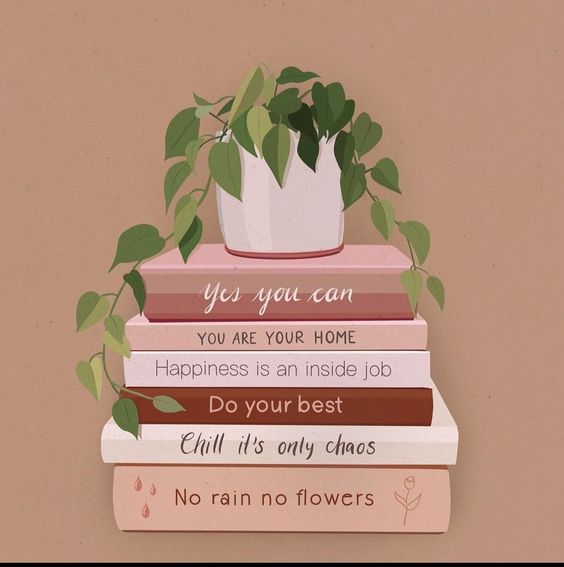 Yes you can
YOU ARE YOUR HOME
Happiness is an inside job
Do your best
Chill it's only chaos
No rain no flowers